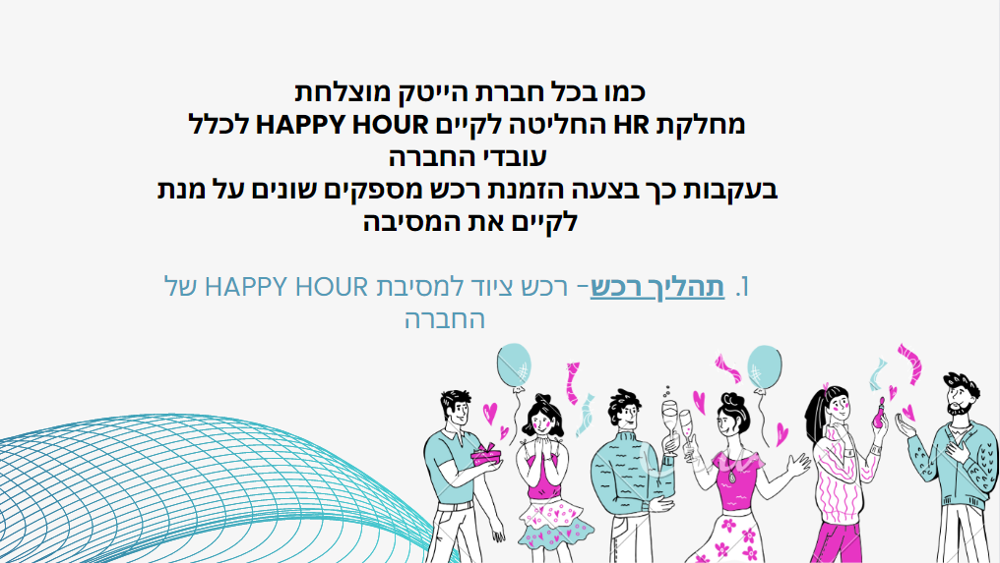 כמו בכל חברת הייטק מוצלחת
מחלקת HR החליטה לקיים HAPPY HOUR לכלל
עובדי החברה
בעקבות כך בצעה הזמנת רכש מספקים שונים על מנת
לקיים את המסיבה
1. תהליך רכש- רכש ציוד למסיבת HAPPY HOUR של
החברה